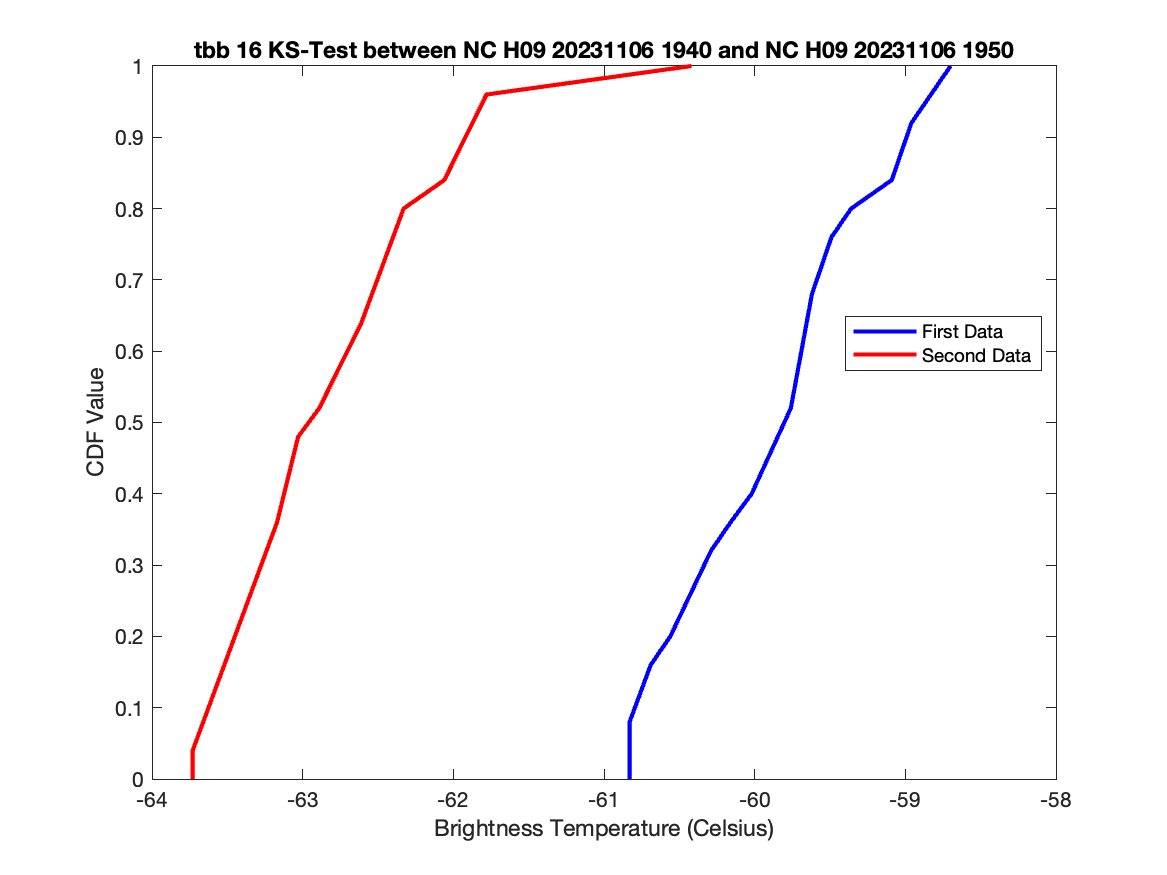 tbb 16 KS-Test between NC H09 20231106 1940 and NC H09 20231106 1950
1
0.9
0.8
0.7
0.6
0.5
0.4
0.3
0.2
0.1
0
CDF Value
First Data
Second Data
-64 -63 -62 -61 -60 -59 -58
Brightness Temperature (Celsius)